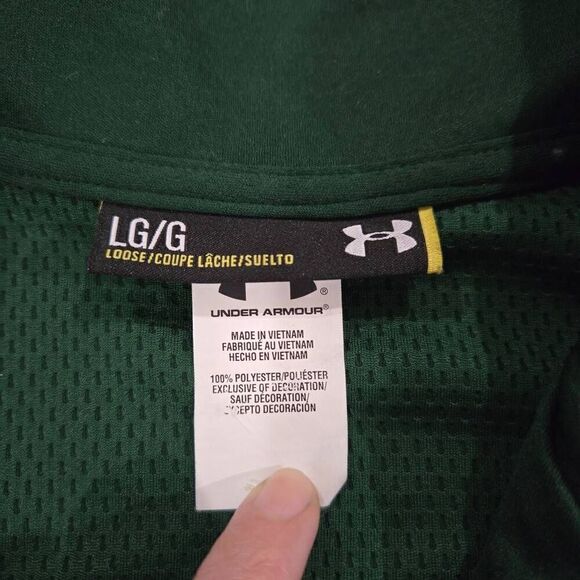 LG/G
LOOSE/COUPE LÂCHE/SUELTO
®
UNDER ARMOUR®
MADE IN VIETNAM
FABRIQUÉ AU VIETNAM
HECHO EN VIETNAM
100% POLYESTER/POLIÉSTER
EXCLUSIVE OF DECORATION/
SAUF DÉCORATION/
EXCEPTO DECORACIÓN